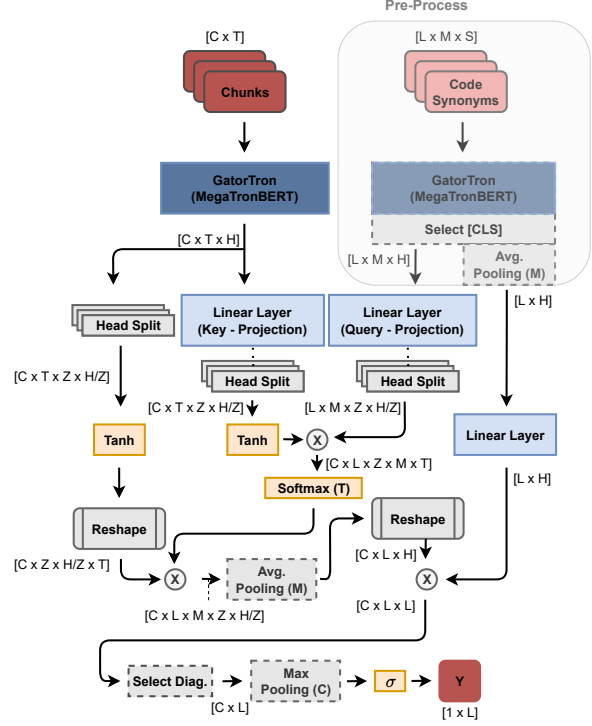 Pre-Process
[C x T]
[L x M x S]
Chunks
Code
Synonyms
GatorTron
(MegaTronBERT)
GatorTron
(MegaTronBERT)
Select [CLS]
[C x T x H]
[L x M x H]
Avg.
Pooling (M)
[L x H]
Head Split
Linear Layer
(Key - Projection)
Linear Layer
(Query - Projection)
Head Split
Head Split
[C x T x Z x H/Z]
[C x T x Z x H/Z]
[L x M x Z x H/Z]
Tanh
Tanh
X
Linear Layer
[C x L x Z x M x T]
[L x H]
Softmax (T)
Reshape
Reshape
[C x Z x H/Z x T]
X
Avg.
Pooling (M)
[C x L x H]
X
[C x L x M x Z x H/Z]
[C x L x L]
Select Diag.
[C x L]
Max
Pooling (C)
σ
Y
[1 x L]